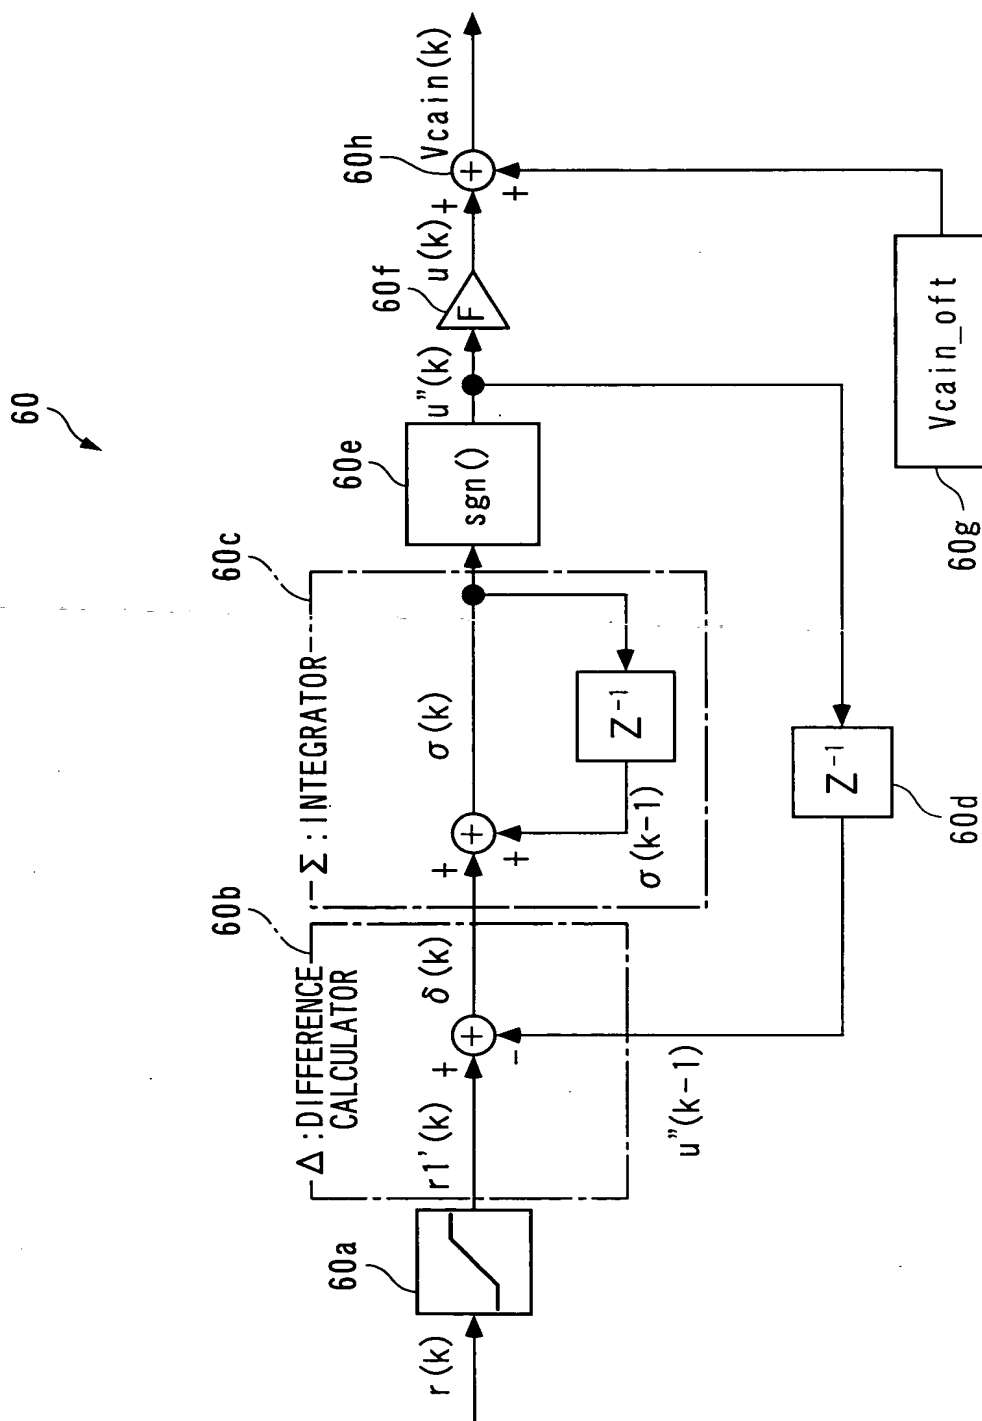 60
r(k)
60a
Δ:DIFFERENCE
CALCULATOR
60b
r1'(k)
+
-
+
δ(k)
u"(k-1)
Σ:INTEGRATOR
60c
+
+
+
σ(k)
σ(k-1)
Z-1
sgn()
60e
u"(k)
Z-1
60d
F
60f
u(k)
+
+
+
60h
Vcain(k)
Vcain_oft
60g